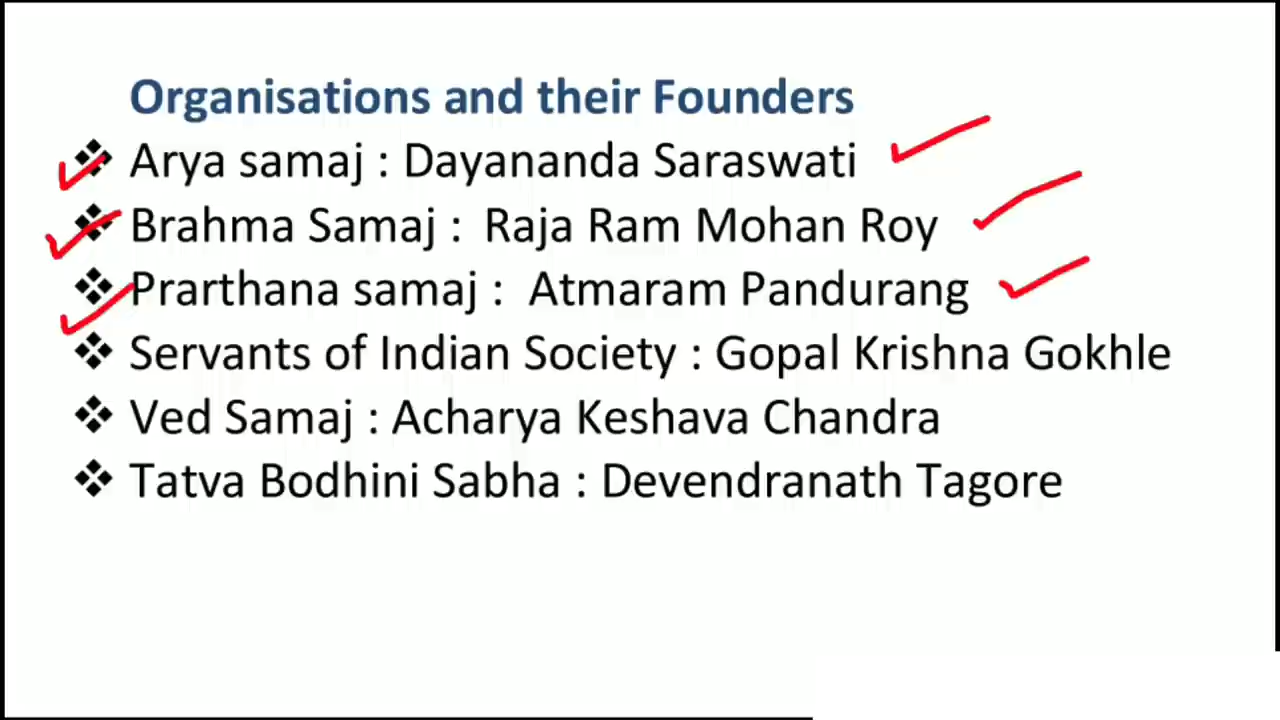 Organisations and their Founders
❖ Arya samaj : Dayananda Saraswati
❖ Brahma Samaj : Raja Ram Mohan Roy
❖ Prarthana samaj : Atmaram Pandurang
❖ Servants of Indian Society : Gopal Krishna Gokhle
❖ Ved Samaj : Acharya Keshava Chandra
❖ Tatva Bodhini Sabha : Devendranath Tagore